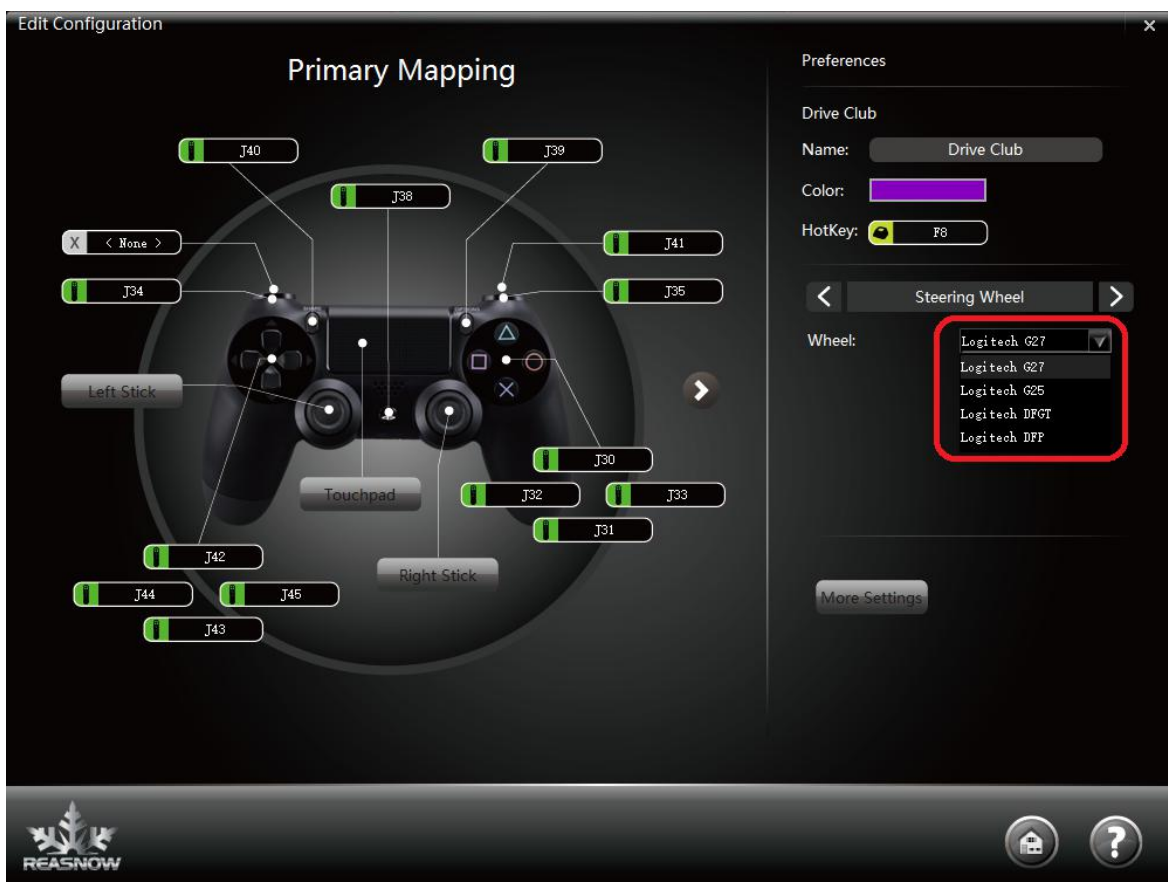 Edit Configuration
Primary Mapping
J40
J39
J38
X < None >
J41
J34
J35
Left Stick
Touchpad
J30
J32
J33
J31
Right Stick
J42
J44
J45
J43
Preferences
Drive Club
Name: Drive Club
Color:
HotKey: F8
Steering Wheel
Wheel: Logitech G27
Logitech G27
Logitech G25
Logitech DFGT
Logitech DFP
More Settings
REASNOW
?